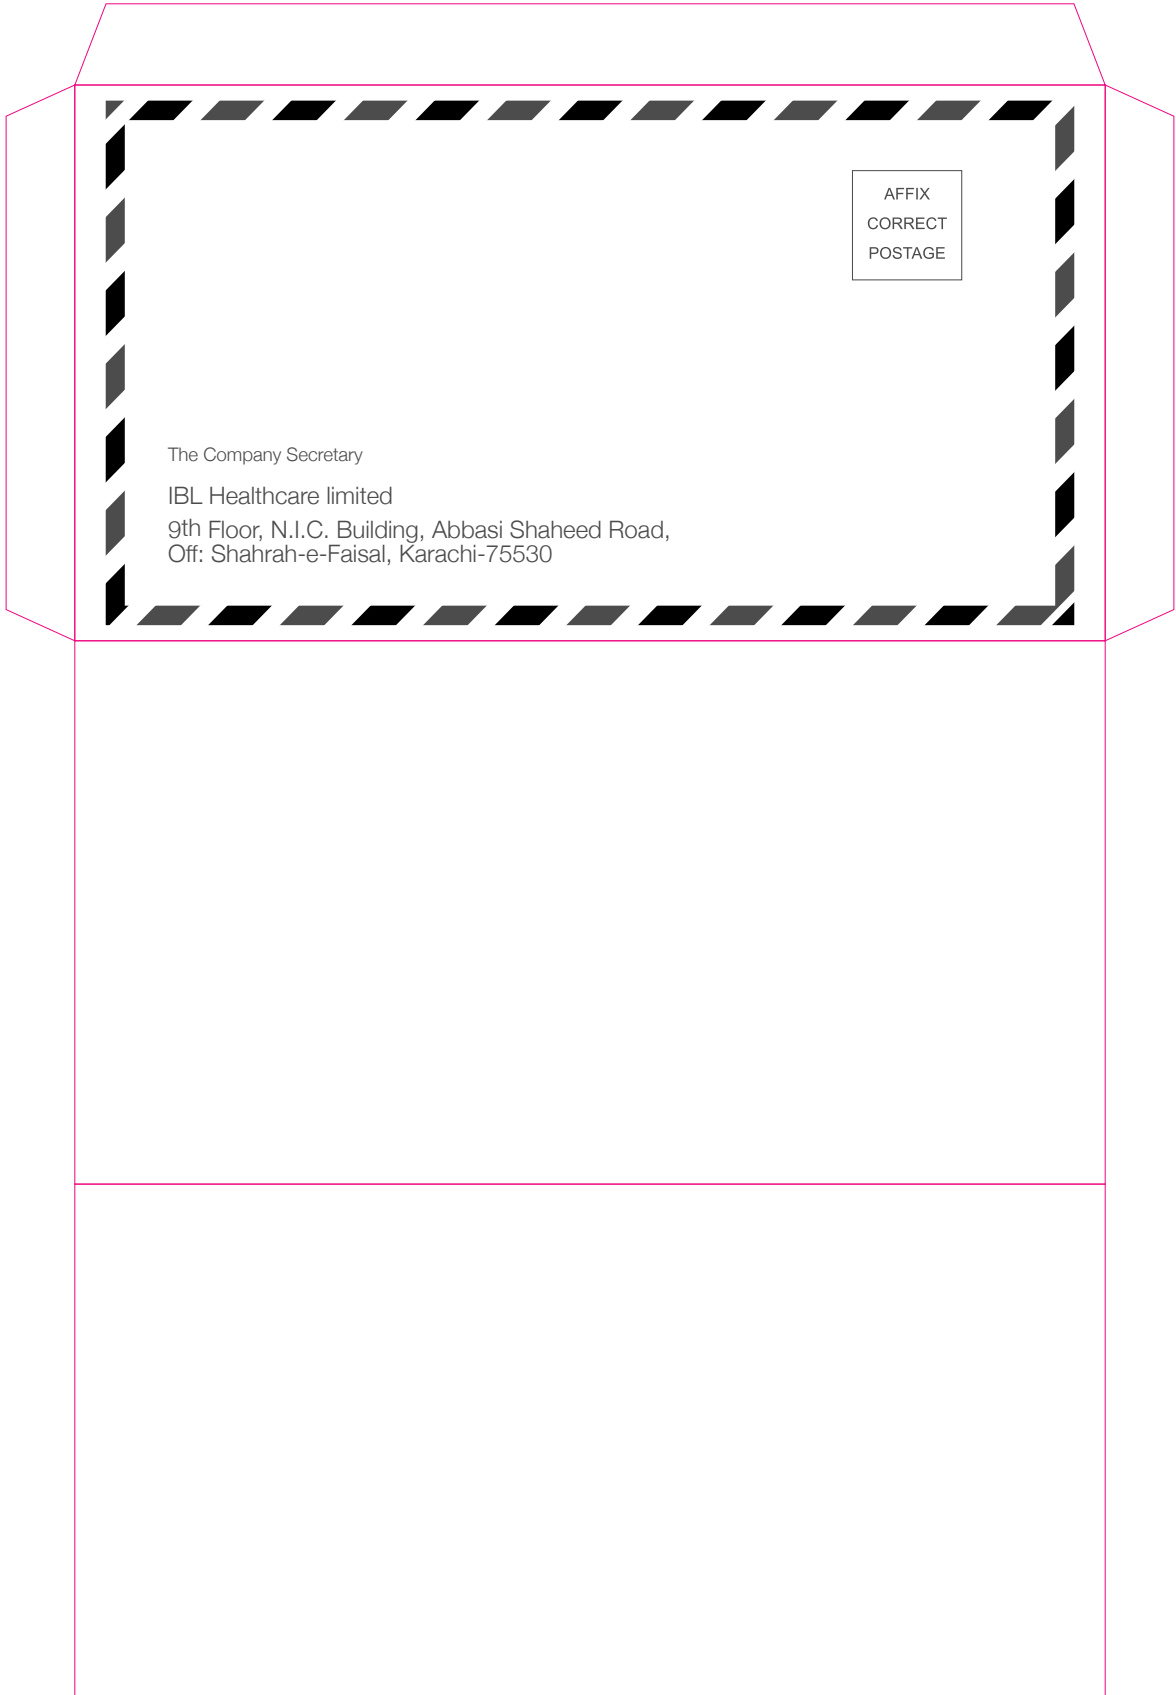 AFFIX
CORRECT
POSTAGE
The Company Secretary
IBL Healthcare limited
9th Floor, N.I.C. Building, Abbasi Shaheed Road,
Off: Shahrah-e-Faisal, Karachi-75530